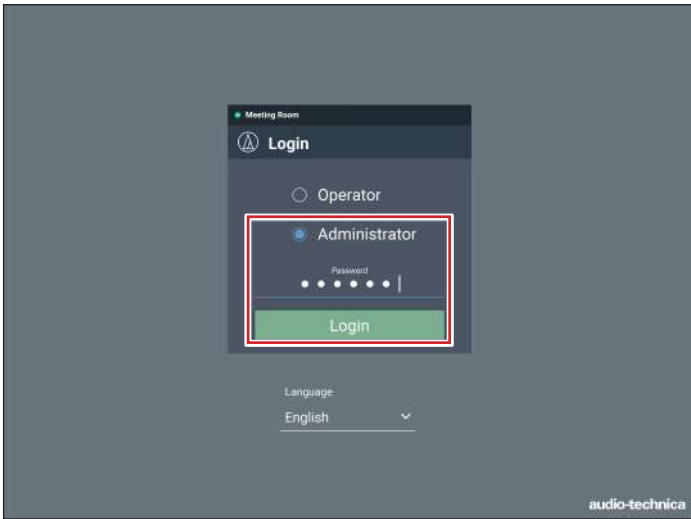 Meeting Room
Login
Operator
Administrator
Password
Login
Language
English
audio-technica